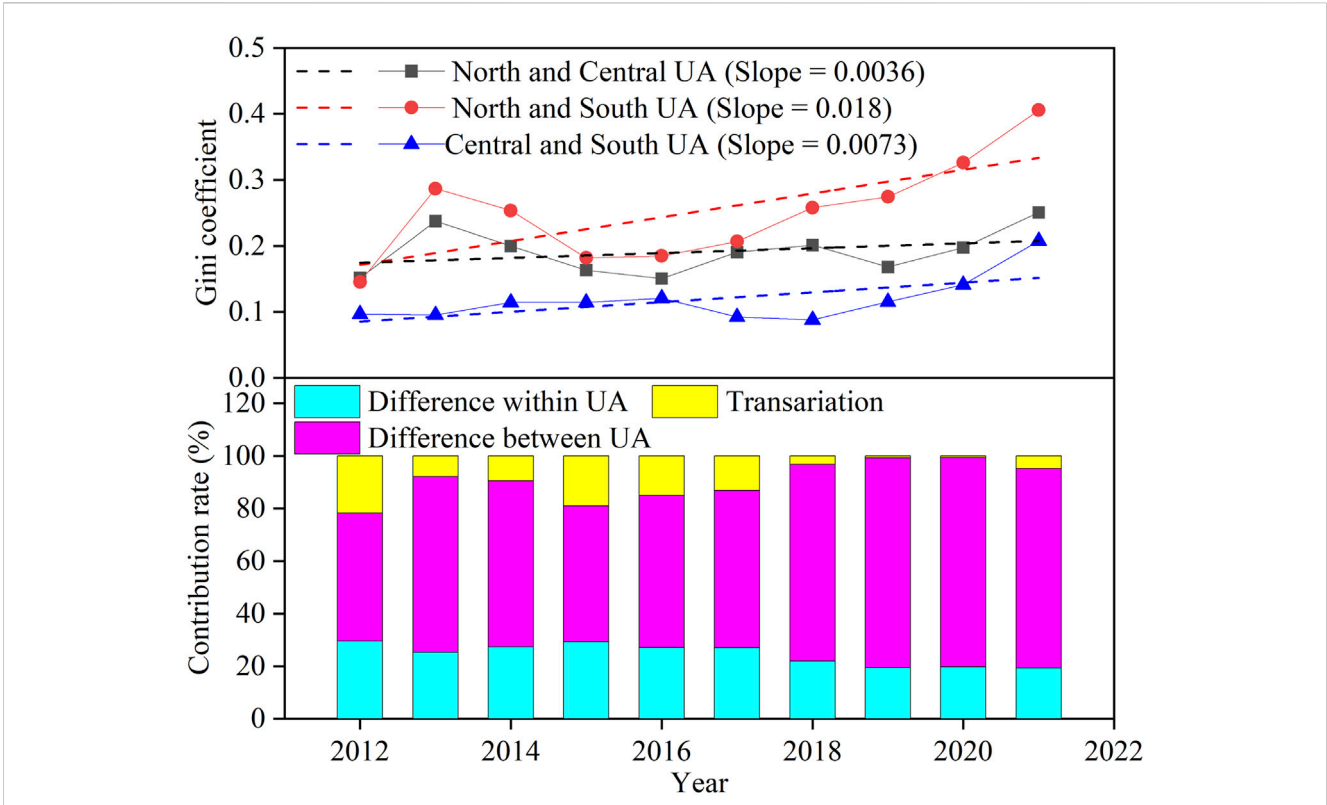 0.5
North and Central UA (Slope = 0.0036)
0.4
North and South UA (Slope = 0.018)
Central and South UA (Slope = 0.0073)
0.3
0.2
0.1
0.0
Gini coefficient
120
Difference within UA
Transariation
Difference between UA
100
80
60
40
20
0
Contribution rate (%)
2012
2014
2016
2018
2020
2022
Year